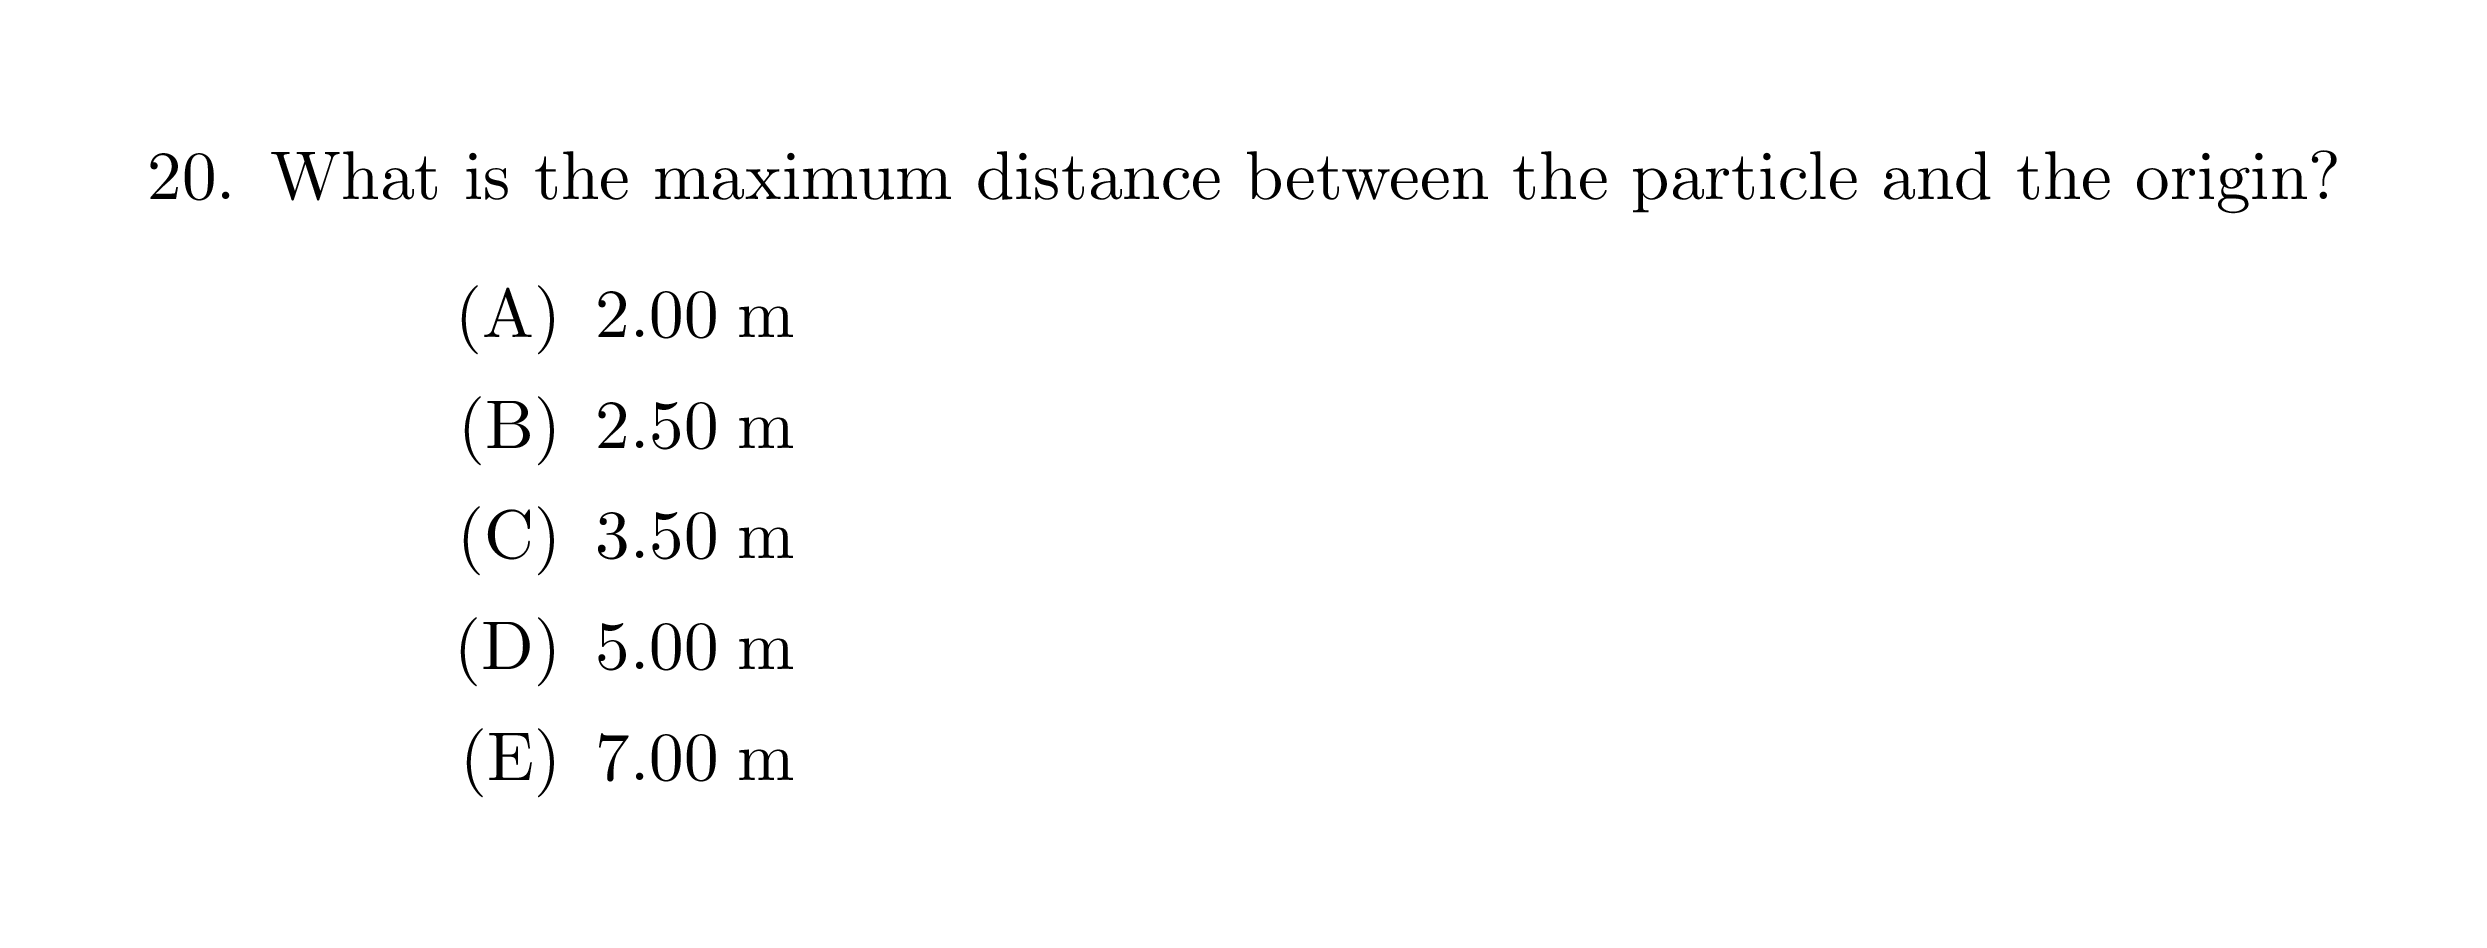 20. What is the maximum distance between the particle and the origin?
(A) 2.00 m
(B) 2.50 m
(C) 3.50 m
(D) 5.00 m
(E) 7.00 m